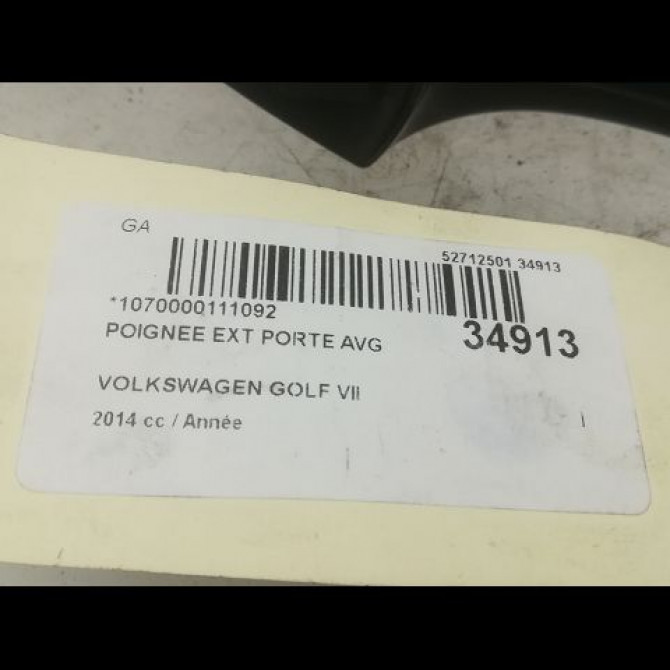 GA
52712501 34913
*1070000111092
34913
POIGNEE EXT PORTE AVG
VOLKSWAGEN GOLF VII
2014 cc / Année